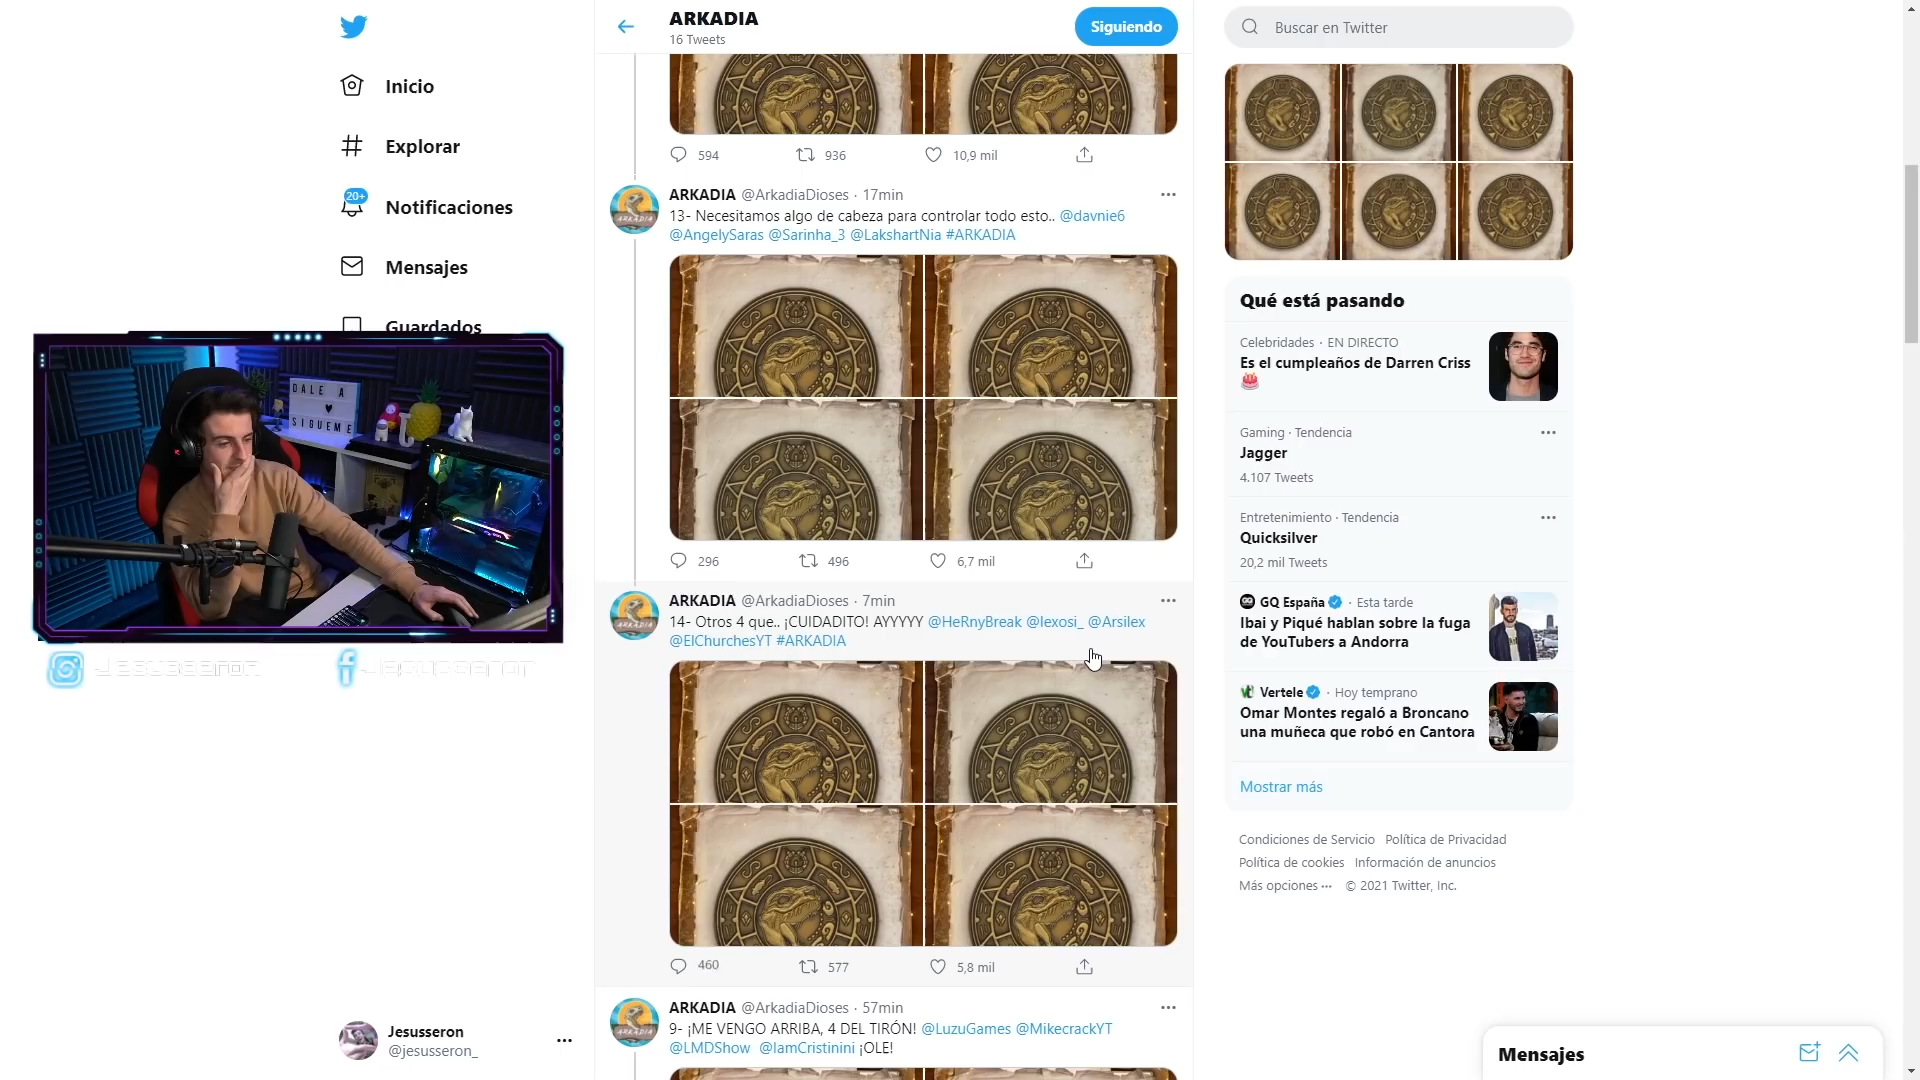 ARKADIA
16 Tweets
Siguiendo
Buscar en Twitter
Inicio
Explorar
20+
Notificaciones
Mensajes
Guardados
DALE A
♥
SIGUEME
Jesusseron
Jesusseron
Jesusseron
@jesusseron_
594
936
10,9 mil
ARKADIA @ArkadiaDioses · 17min
13- Necesitamos algo de cabeza para controlar todo esto.. @davnie6
@AngelySaras @Sarinha_3 @LakshartNia #ARKADIA
296
496
6,7 mil
ARKADIA @ArkadiaDioses · 7min
14- Otros 4 que.. ¡CUIDADITO! AYYYYY @HeRnyBreak @lexosi_ @Arsilex
@ElChurchesYT #ARKADIA
460
577
5,8 mil
ARKADIA @ArkadiaDioses · 57min
9- ¡ME VENGO ARRIBA, 4 DEL TIRÓN! @LuzuGames @MikecrackYT
@LMDShow @IamCristinini ¡OLE!
Qué está pasando
Celebridades · EN DIRECTO
Es el cumpleaños de Darren Criss
Gaming · Tendencia
Jagger
4.107 Tweets
Entretenimiento · Tendencia
Quicksilver
20,2 mil Tweets
GQ España · Esta tarde
Ibai y Piqué hablan sobre la fuga
de YouTubers a Andorra
Vertele · Hoy temprano
Omar Montes regaló a Broncano
una muñeca que robó en Cantora
Mostrar más
Condiciones de Servicio Política de Privacidad
Política de cookies Información de anuncios
Más opciones ··· © 2021 Twitter, Inc.
Mensajes